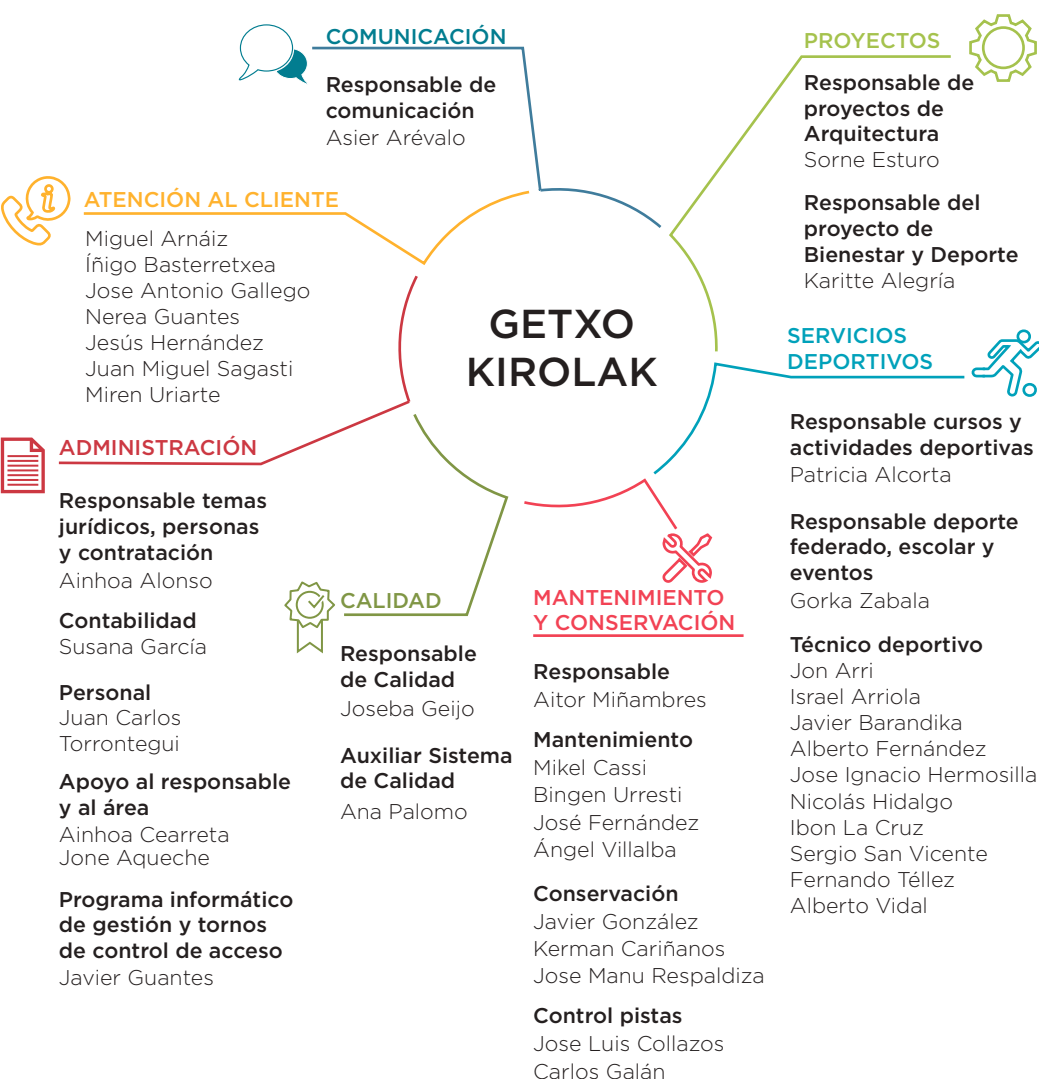 COMUNICACIÓN
Responsable de
comunicación
Asier Arévalo
PROYECTOS
Responsable de
proyectos de
Arquitectura
Sorne Esturo
Responsable del
proyecto de
Bienestar y Deporte
Karitte Alegría
ATENCIÓN AL CLIENTE
Miguel Arnáiz
Íñigo Basterretxea
Jose Antonio Gallego
Nerea Guantes
Jesús Hernández
Juan Miguel Sagasti
Miren Uriarte
GETXO
KIROLAK
SERVICIOS
DEPORTIVOS
Responsable cursos y
actividades deportivas
Patricia Alcorta
Responsable deporte
federado, escolar y
eventos
Gorka Zabala
Técnico deportivo
Jon Arri
Israel Arriola
Javier Barandika
Alberto Fernández
Jose Ignacio Hermosilla
Nicolás Hidalgo
Ibon La Cruz
Sergio San Vicente
Fernando Téllez
Alberto Vidal
ADMINISTRACIÓN
Responsable temas
jurídicos, personas
y contratación
Ainhoa Alonso
Contabilidad
Susana García
Personal
Juan Carlos
Torrontegui
Apoyo al responsable
y al área
Ainhoa Cearreta
Jone Aqueche
Programa informático
de gestión y tornos
de control de acceso
Javier Guantes
CALIDAD
Responsable
de Calidad
Joseba Geijo
Auxiliar Sistema
de Calidad
Ana Palomo
MANTENIMIENTO
Y CONSERVACIÓN
Responsable
Aitor Miñambres
Mantenimiento
Mikel Cassi
Bingen Urresti
José Fernández
Ángel Villalba
Conservación
Javier González
Kerman Cariñanos
Jose Manu Respaldiza
Control pistas
Jose Luis Collazos
Carlos Galán